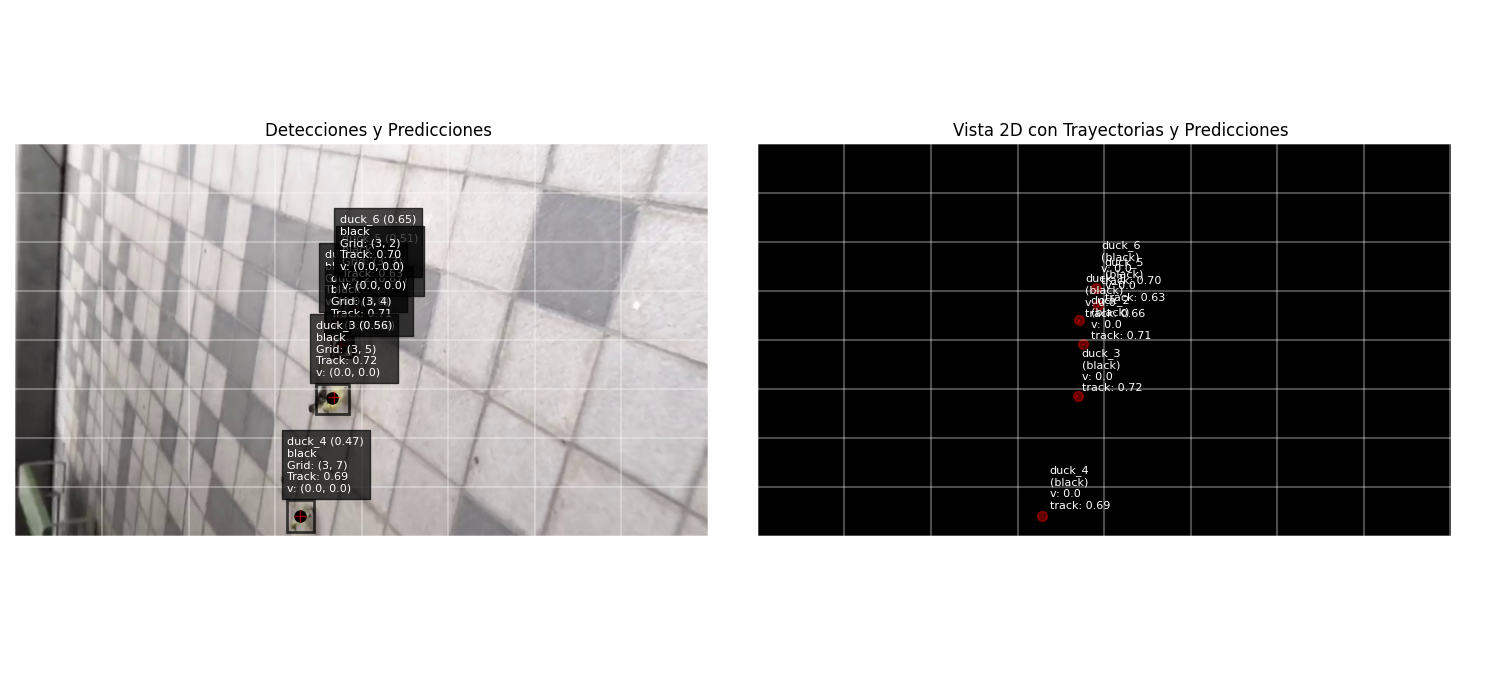 Detecciones y Predicciones
duck_6 (0.65)
black
Grid: (3, 2)
Track: 0.70
v: (0.0, 0.0)
v: (0.0, 0.0)
Grid: (3, 4)
Track: 0.71
duck_3 (0.56)
black
Grid: (3, 5)
Track: 0.72
v: (0.0, 0.0)
duck_4 (0.47)
black
Grid: (3, 7)
Track: 0.69
v: (0.0, 0.0)
Vista 2D con Trayectorias y Predicciones
duck_6
(black)
duck_5
(black)
track: 0.70
track: 0.63
track: 0.66
duck_2
(black)
v: 0.0
track: 0.71
duck_3
(black)
v: 0.0
track: 0.72
duck_4
(black)
v: 0.0
track: 0.69